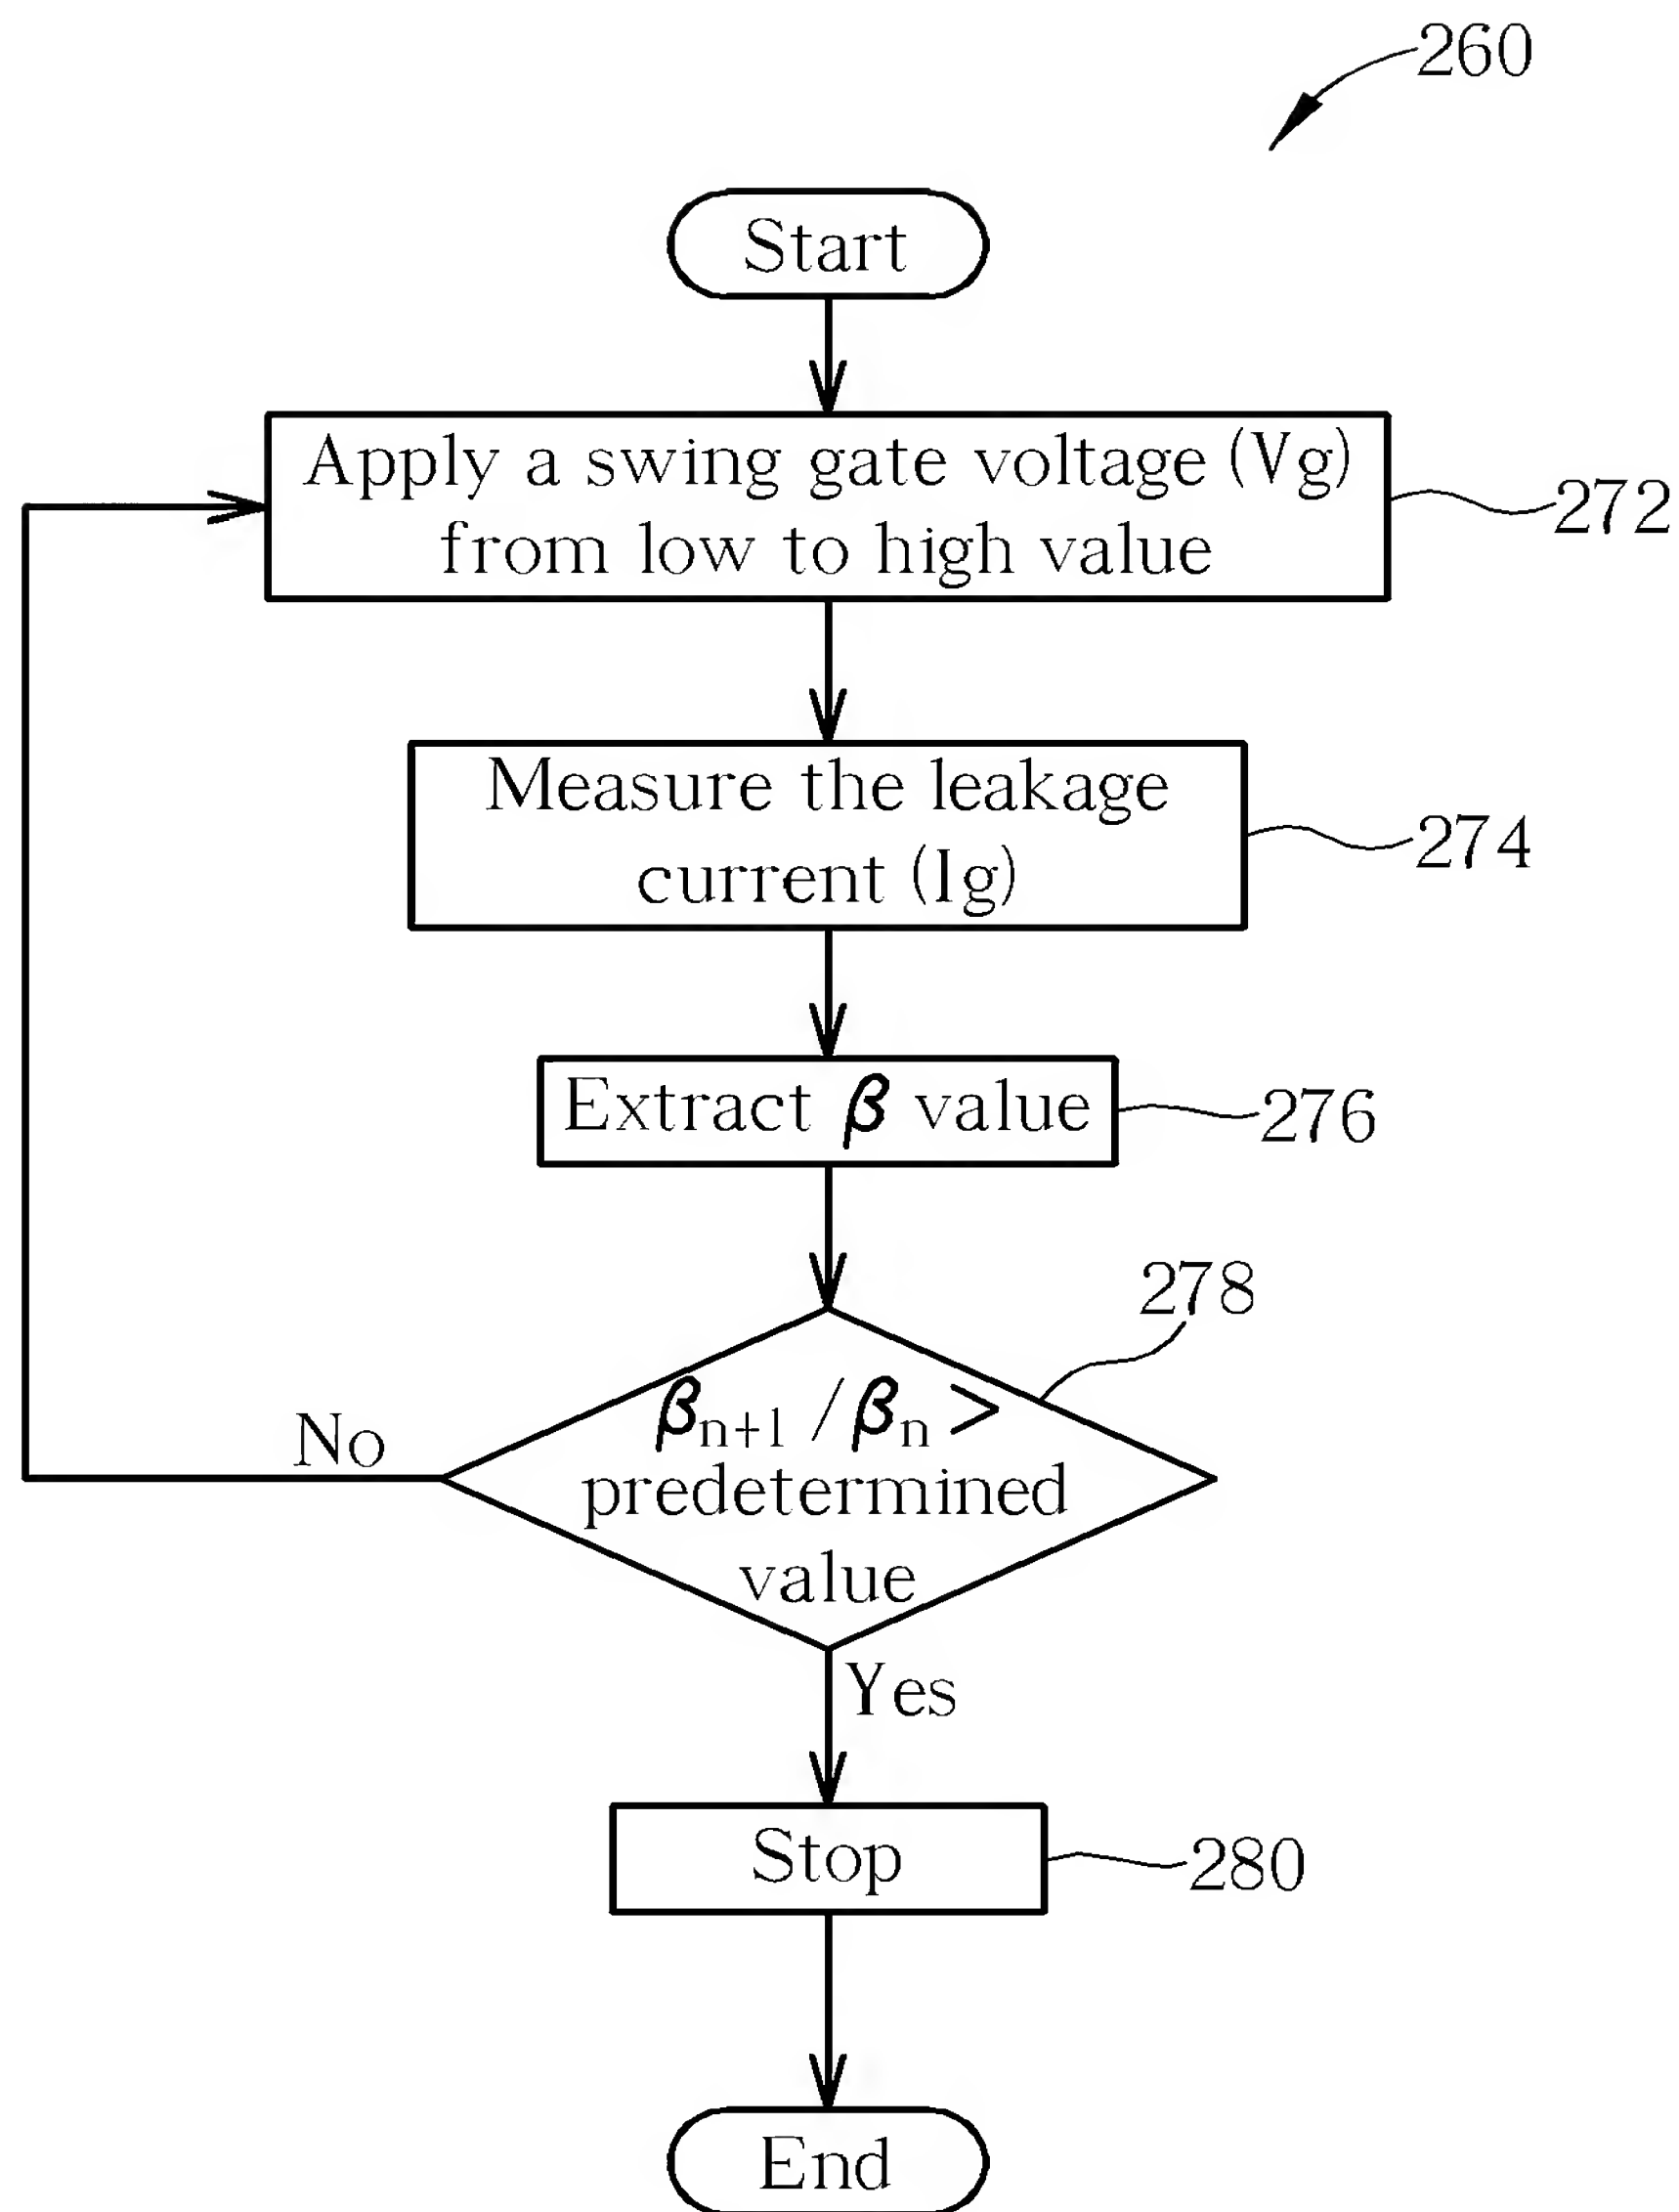 260
Start
Apply a swing gate voltage (Vg)
from low to high value
272
Measure the leakage
current (Ig)
274
Extract β value
276
278
βn+1 / βn >
predetermined
value
No
Yes
Stop
280
End